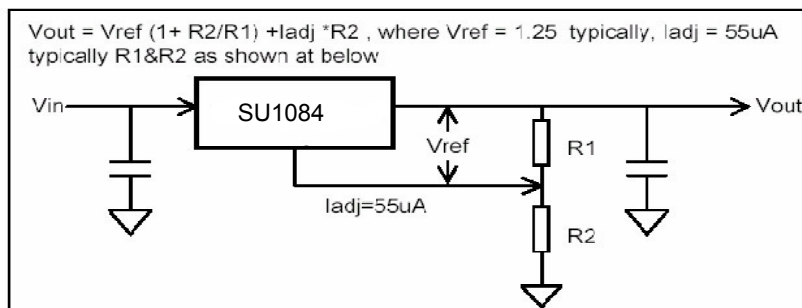 Vout = Vref (1+ R2/R1) +Iadj *R2 , where Vref = 1.25 typically, Iadj = 55uA
typically R1&R2 as shown at below
Vin
SU1084
Vout
Vref
R1
Iadj=55uA
R2